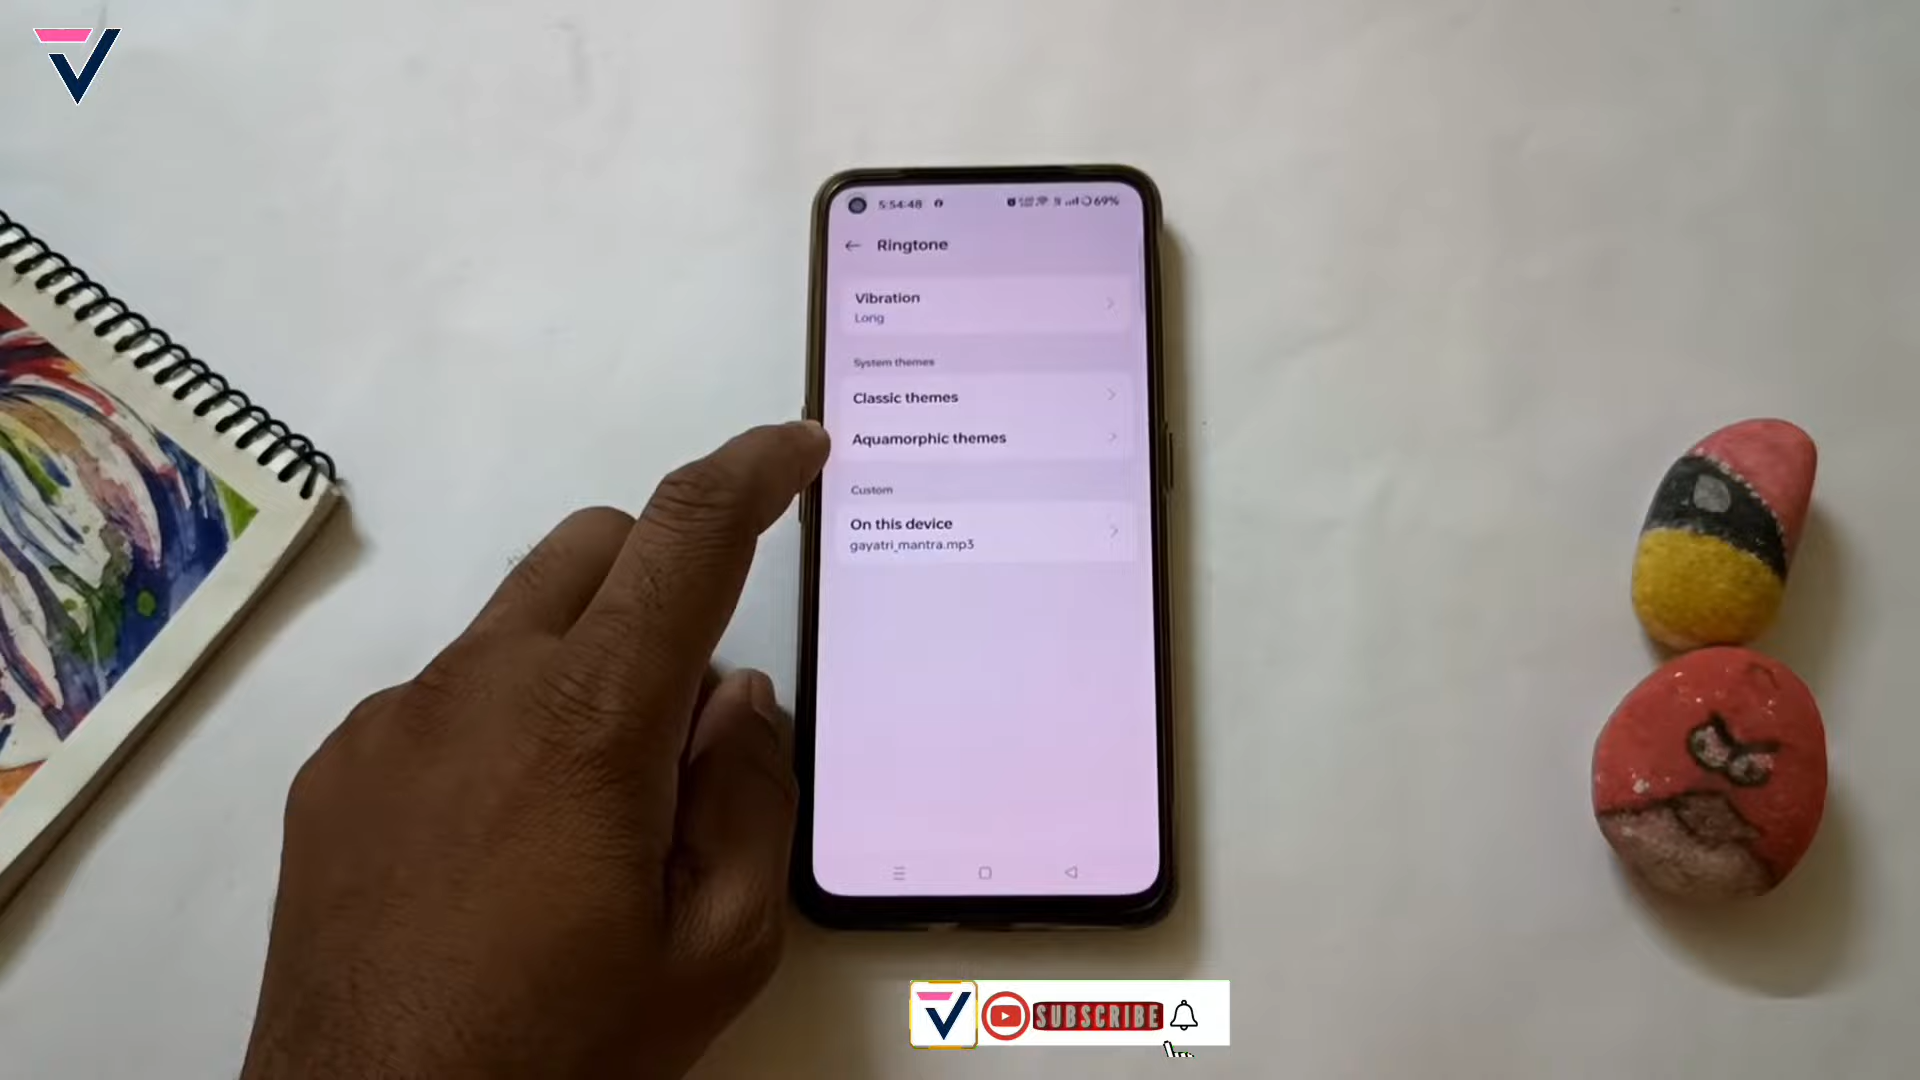 5:54:48
69%
Ringtone
Vibration
Long
System themes
Classic themes
Aquamorphic themes
Custom
On this device
gayatri_mantra.mp3
SUBSCRIBE